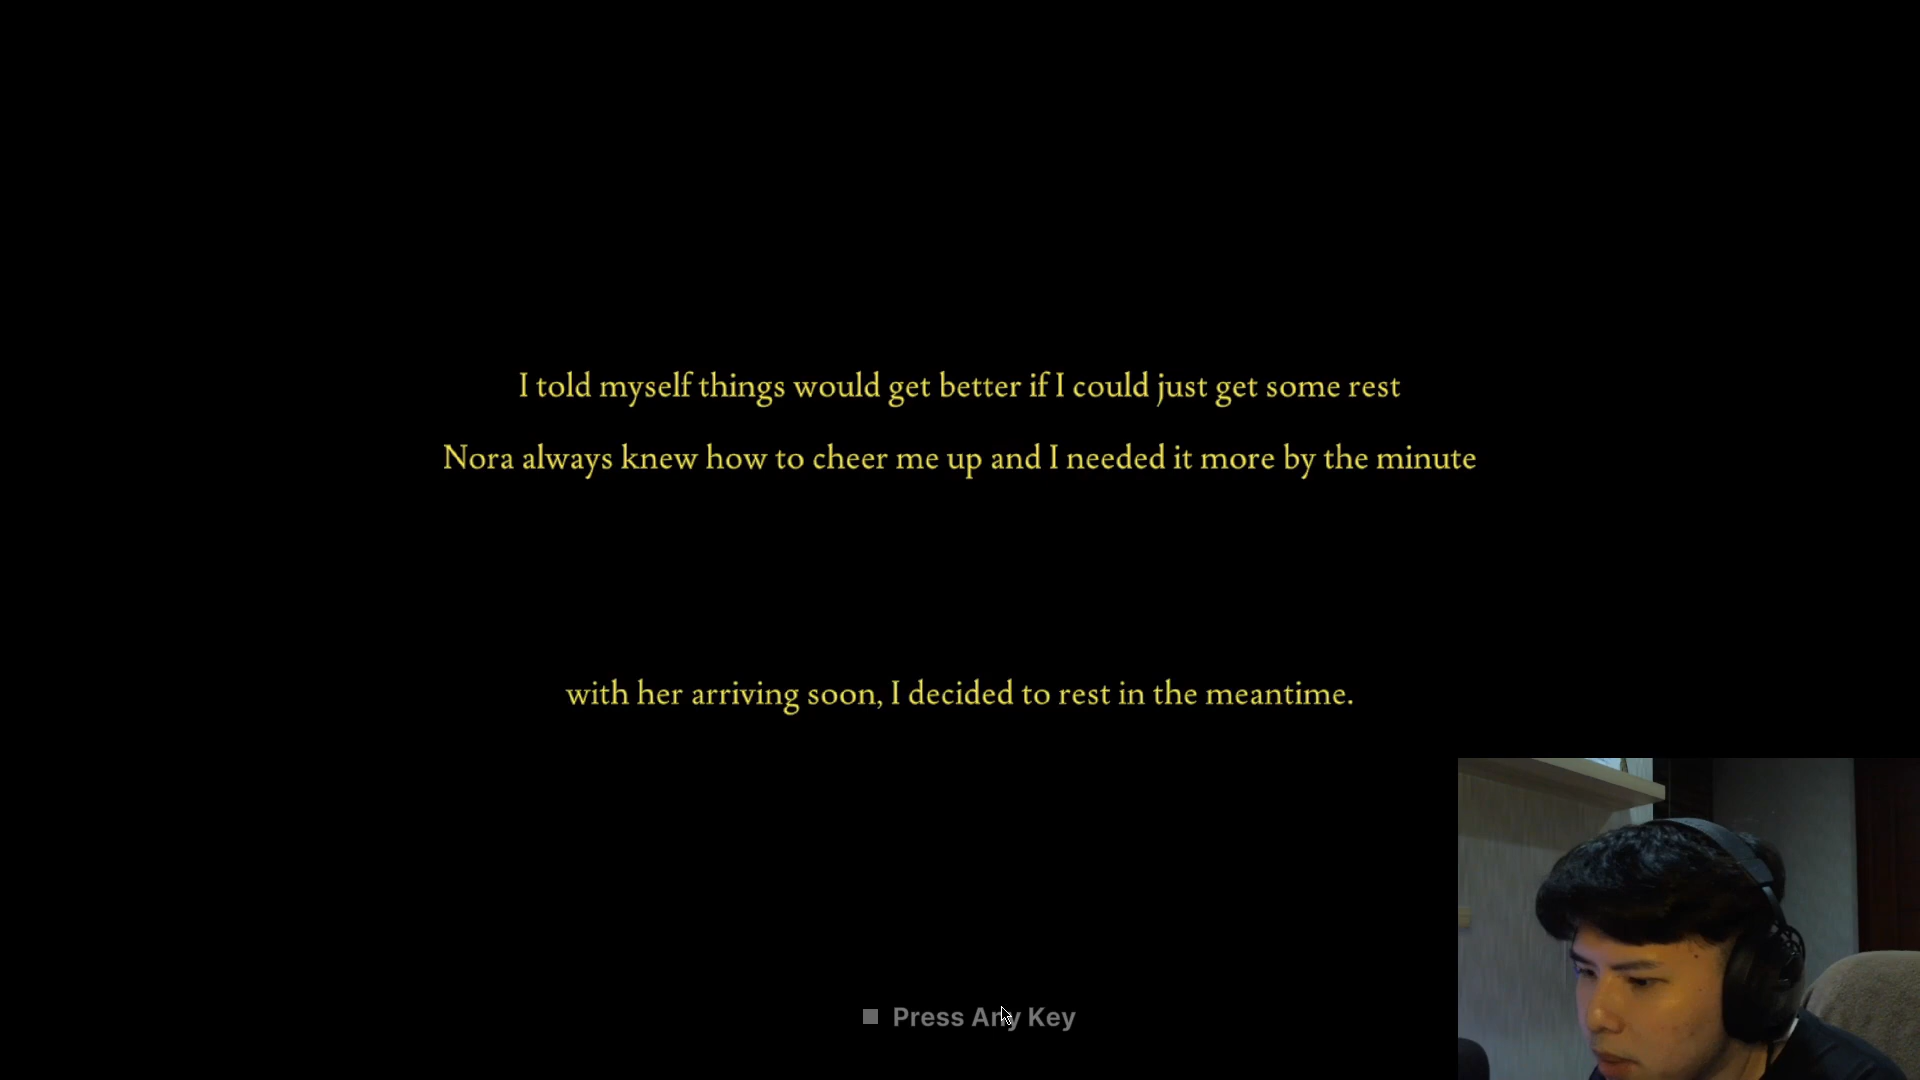 I told myself things would get better if I could just get some rest
Nora always knew how to cheer me up and I needed it more by the minute
with her arriving soon, I decided to rest in the meantime.
Press Any Key